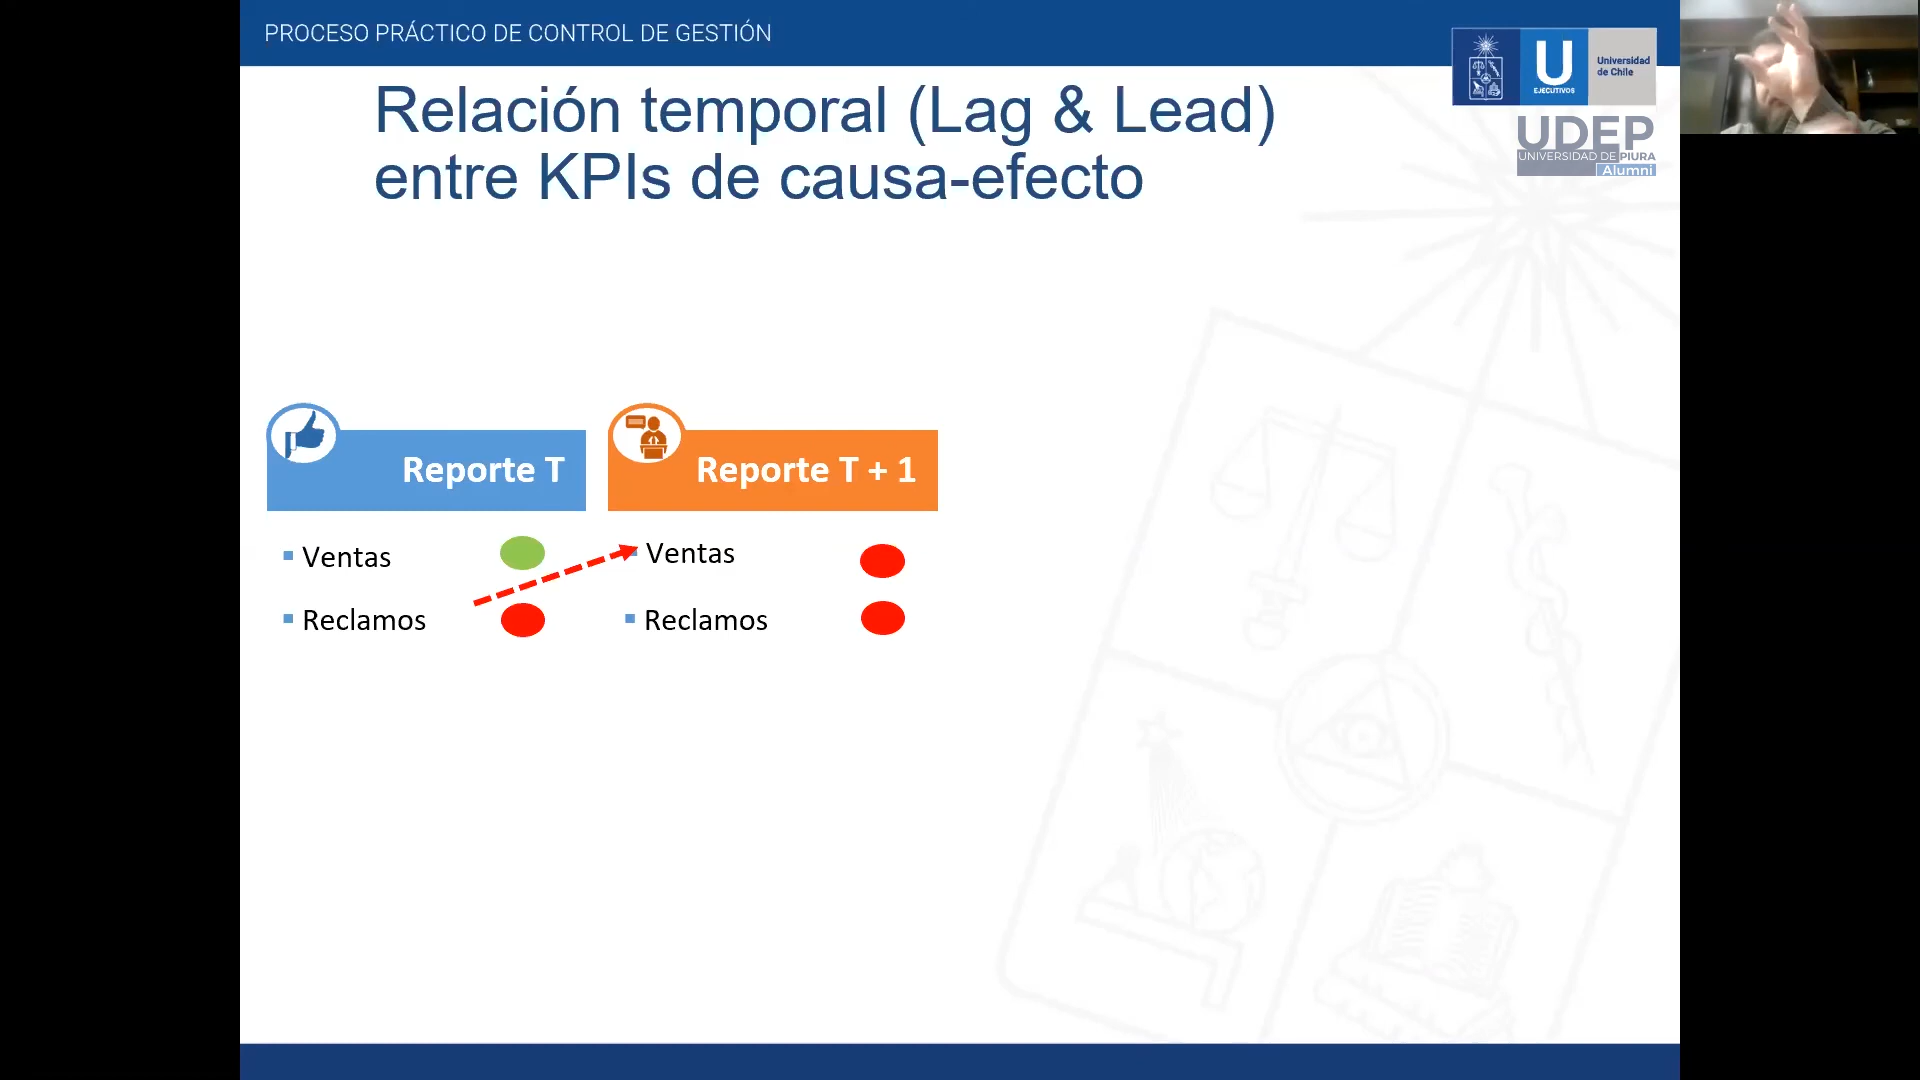 PROCESO PRÁCTICO DE CONTROL DE GESTIÓN
Relación temporal (Lag & Lead)
entre KPIs de causa-efecto
U
EJECUTIVOS
Universidad
de Chile
UDEP
UNIVERSIDAD DE PIURA
Alumni
Reporte T
Reporte T + 1
Ventas
Ventas
Reclamos
Reclamos